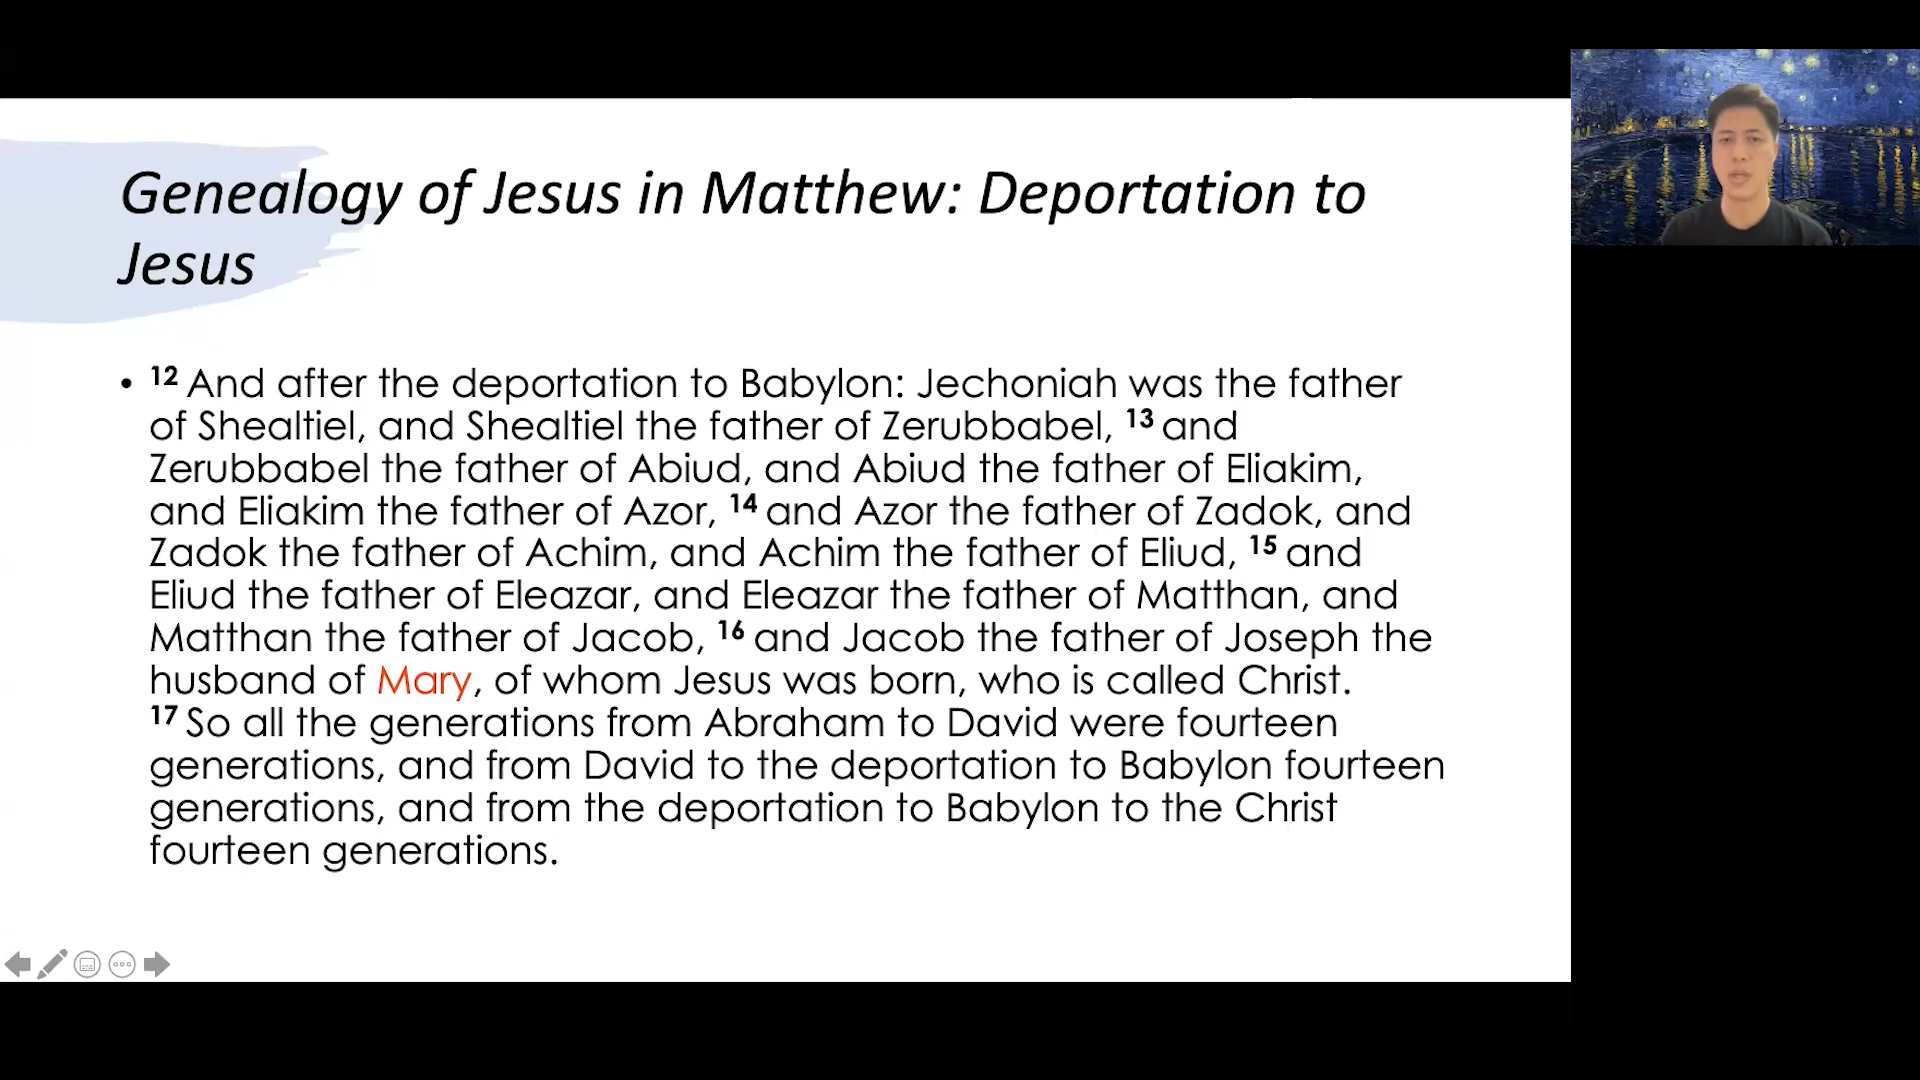 Genealogy of Jesus in Matthew: Deportation to
Jesus
• 12 And after the deportation to Babylon: Jechoniah was the father
of Shealtiel, and Shealtiel the father of Zerubbabel, 13 and
Zerubbabel the father of Abiud, and Abiud the father of Eliakim,
and Eliakim the father of Azor, 14 and Azor the father of Zadok, and
Zadok the father of Achim, and Achim the father of Eliud, 15 and
Eliud the father of Eleazar, and Eleazar the father of Matthan, and
Matthan the father of Jacob, 16 and Jacob the father of Joseph the
husband of Mary, of whom Jesus was born, who is called Christ.
17 So all the generations from Abraham to David were fourteen
generations, and from David to the deportation to Babylon fourteen
generations, and from the deportation to Babylon to the Christ
fourteen generations.